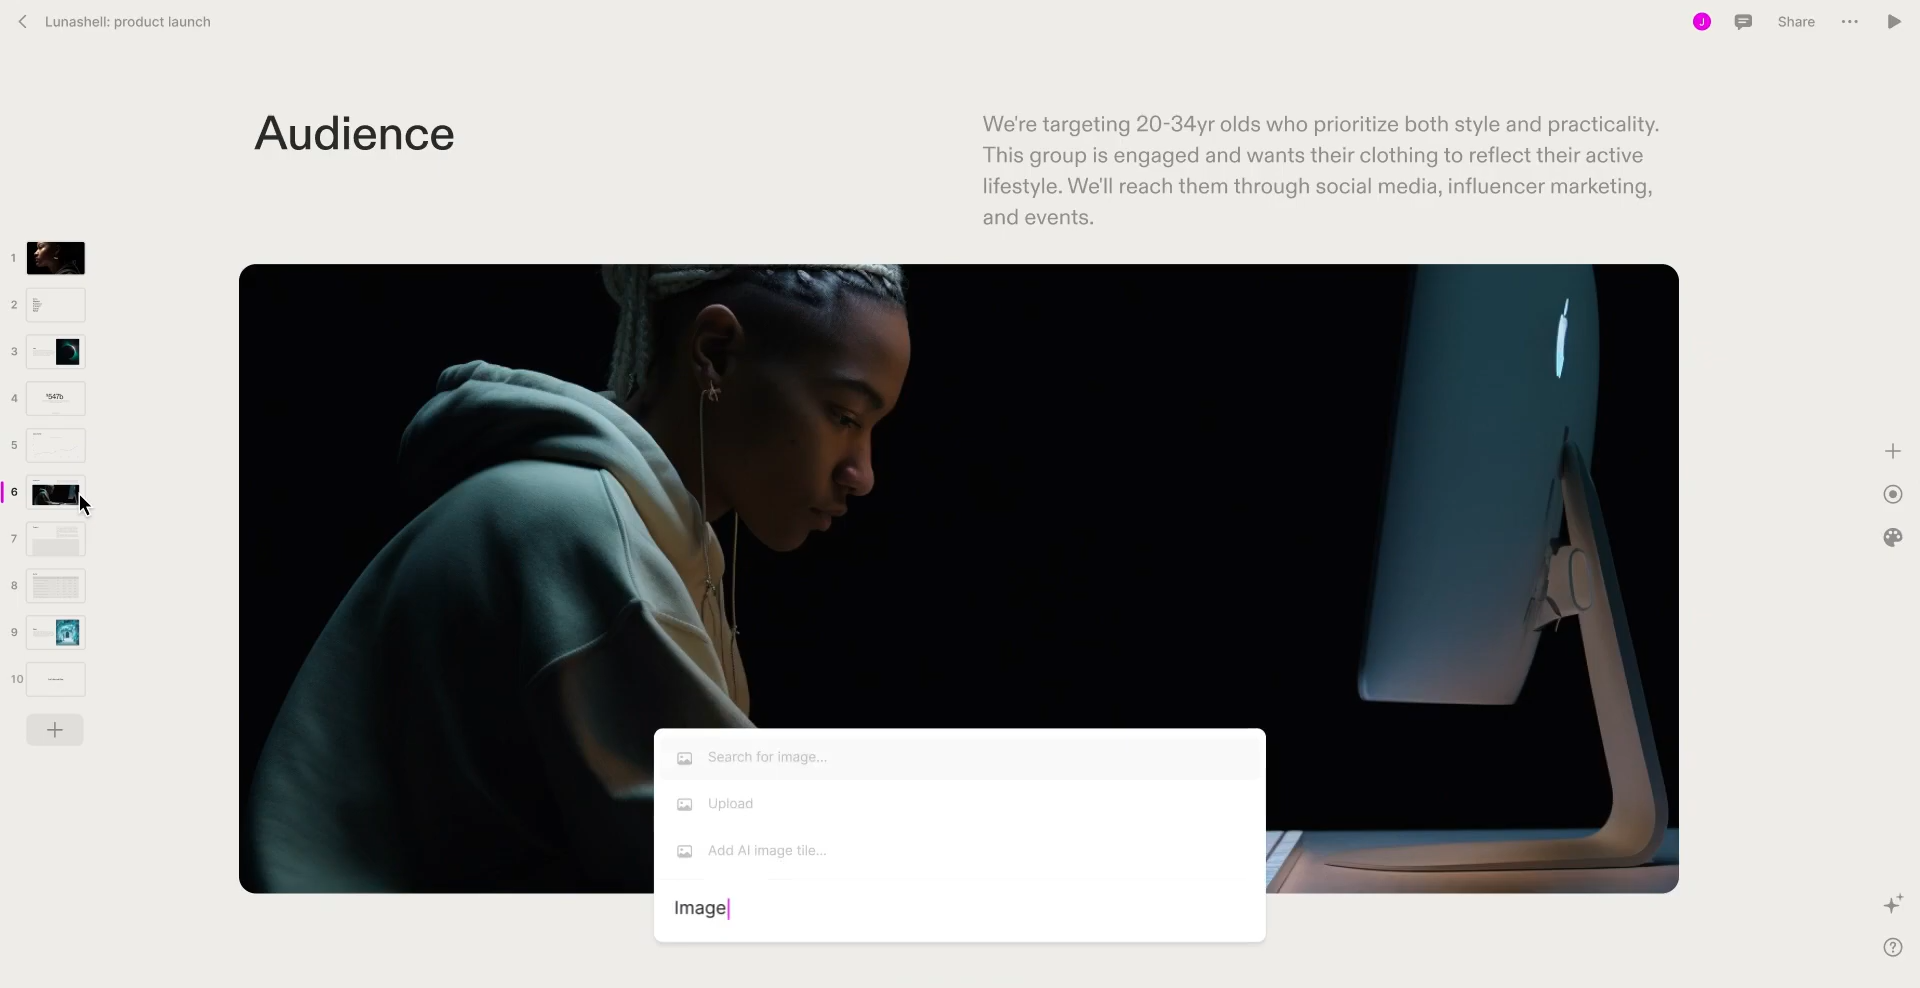 Lunashell: product launch
J
Share
Audience
We're targeting 20-34yr olds who prioritize both style and practicality.
This group is engaged and wants their clothing to reflect their active
lifestyle. We'll reach them through social media, influencer marketing,
and events.
1
2
3
4
$547b
5
6
7
8
9
10
Search for image...
Upload
Add AI image tile...
Image